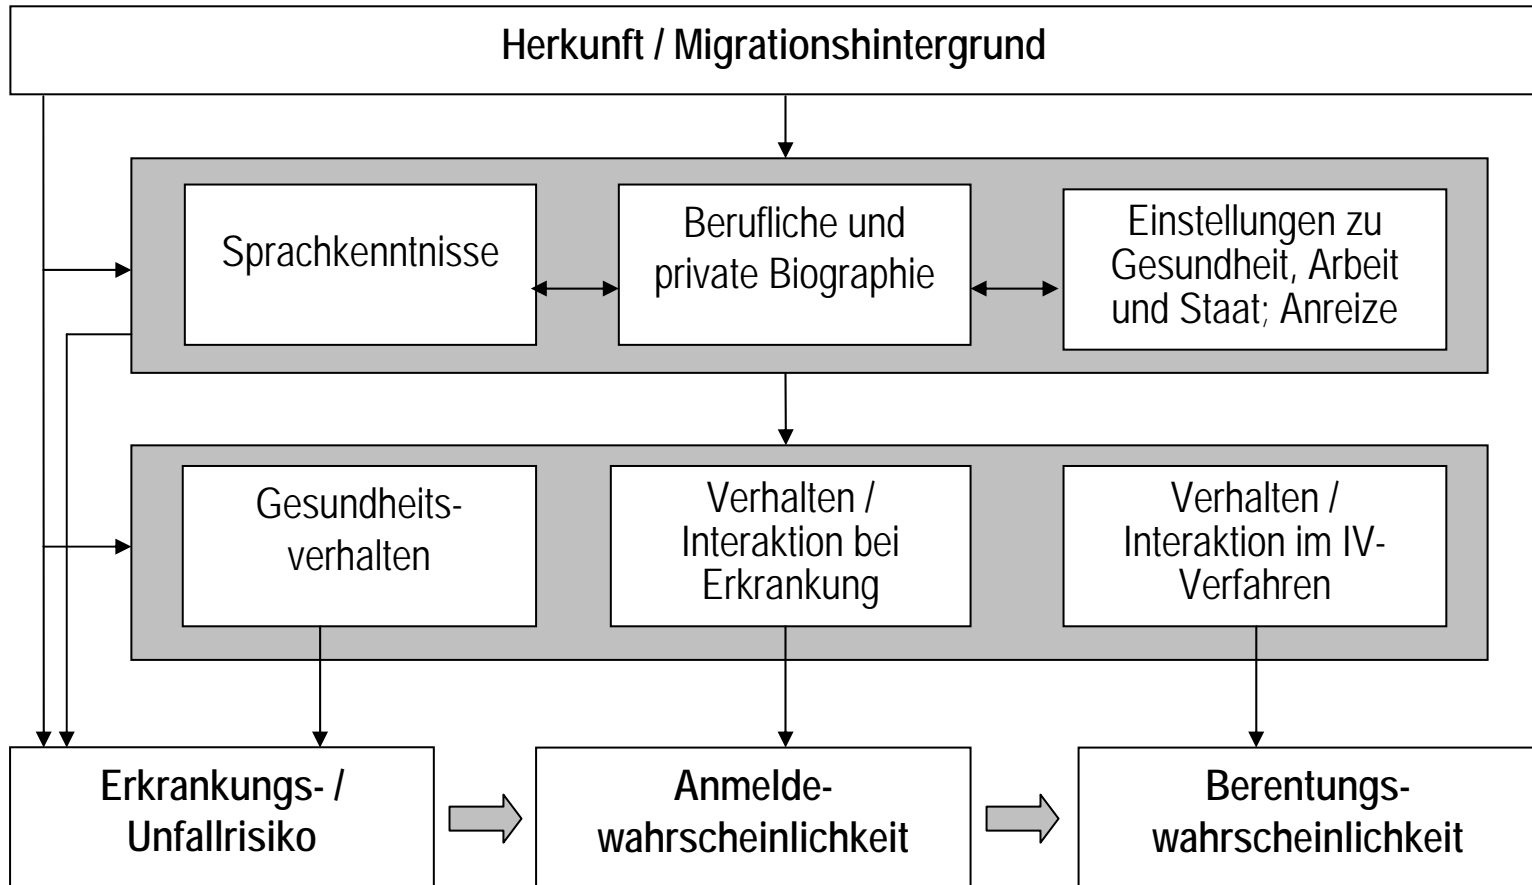 Herkunft / Migrationshintergrund
Sprachkenntnisse
Berufliche und
private Biographie
Einstellungen zu
Gesundheit, Arbeit
und Staat; Anreize
Gesundheits-
verhalten
Verhalten /
Interaktion bei
Erkrankung
Verhalten /
Interaktion im IV-
Verfahren
Erkrankungs- /
Unfallrisiko
Anmelde-
wahrscheinlichkeit
Berentungs-
wahrscheinlichkeit